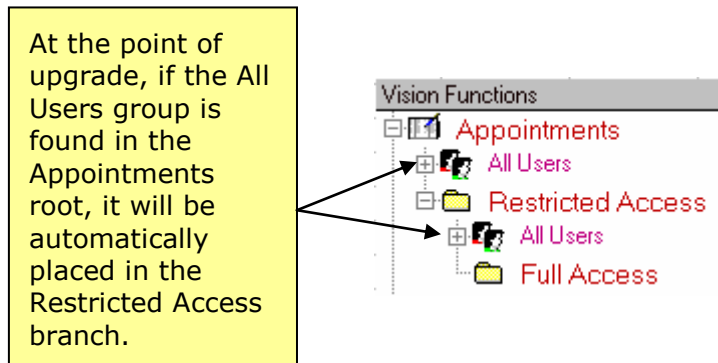 At the point of
upgrade, if the All
Users group is
found in the
Appointments
root, it will be
automatically
placed in the
Restricted Access
branch.
Vision Functions
Appointments
All Users
Restricted Access
All Users
Full Access